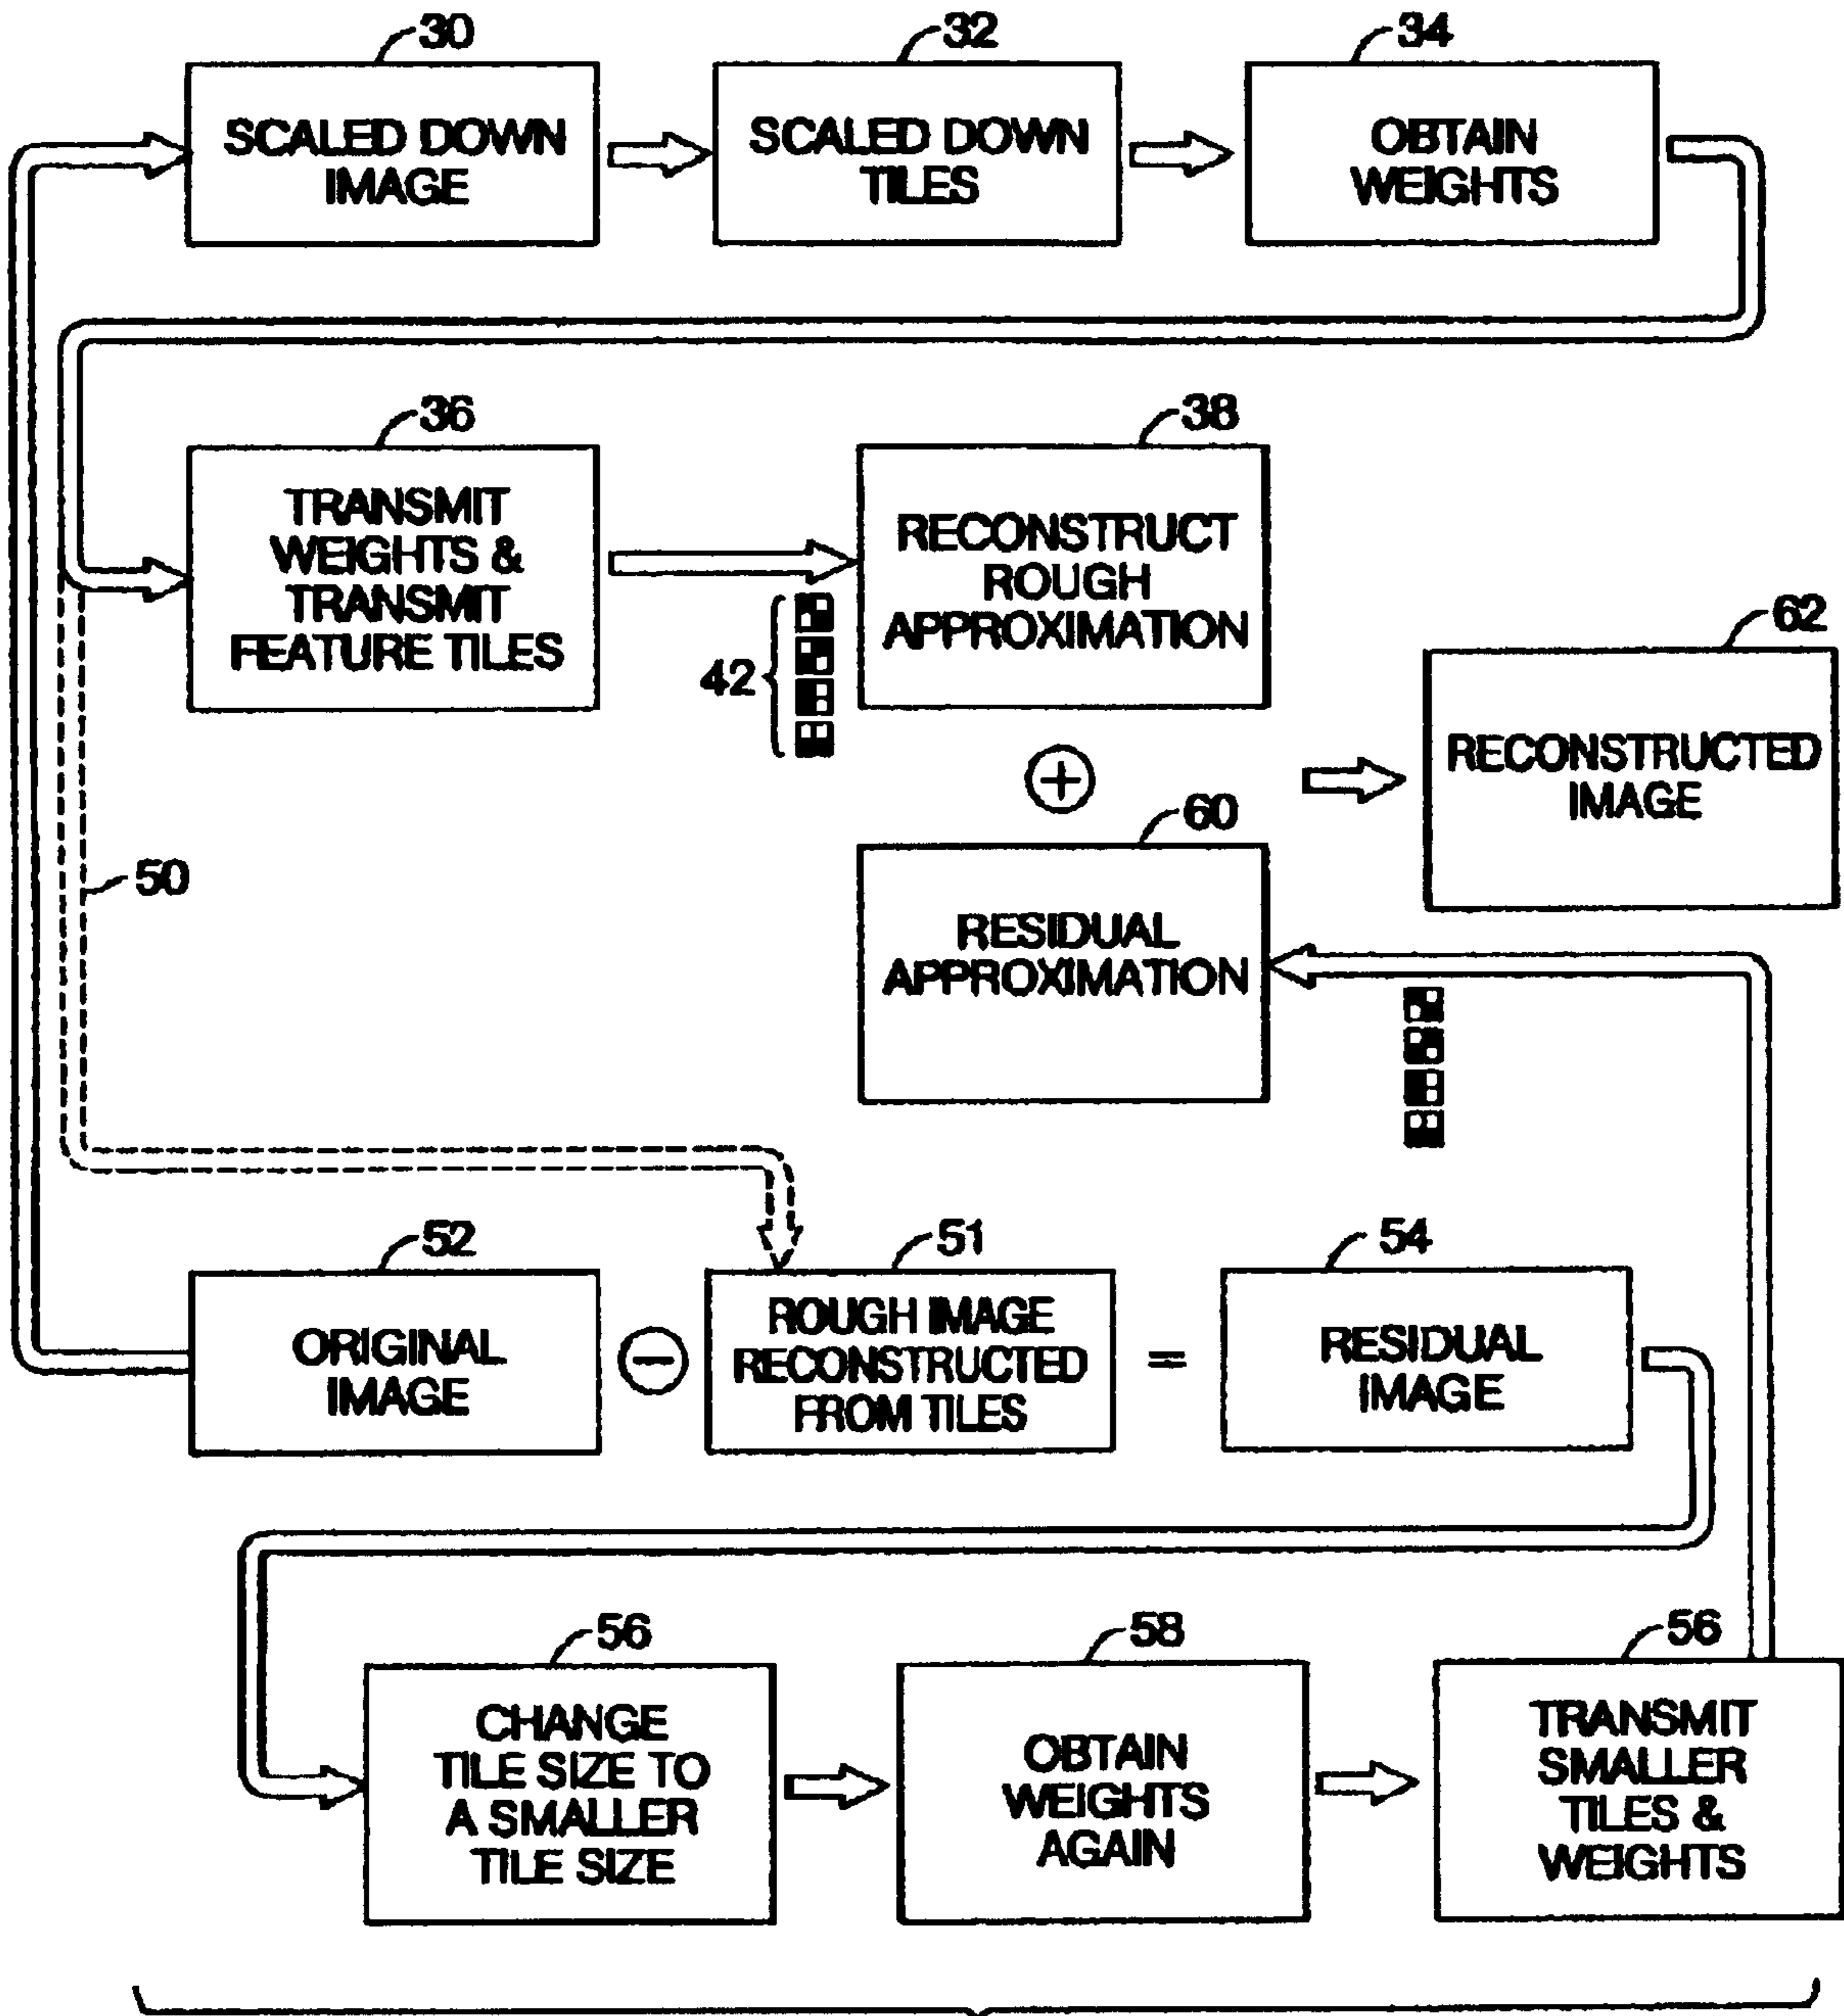 30
SCALED DOWN
IMAGE
32
SCALED DOWN
TILES
34
OBTAIN
WEIGHTS
36
TRANSMIT
WEIGHTS &
TRANSMIT
FEATURE TILES
42
38
RECONSTRUCT
ROUGH
APPROXIMATION
+
60
RESIDUAL
APPROXIMATION
62
RECONSTRUCTED
IMAGE
50
52
ORIGINAL
IMAGE
−
51
ROUGH IMAGE
RECONSTRUCTED
FROM TILES
=
54
RESIDUAL
IMAGE
56
CHANGE
TILE SIZE TO
A SMALLER
TILE SIZE
58
OBTAIN
WEIGHTS
AGAIN
56
TRANSMIT
SMALLER
TILES &
WEIGHTS